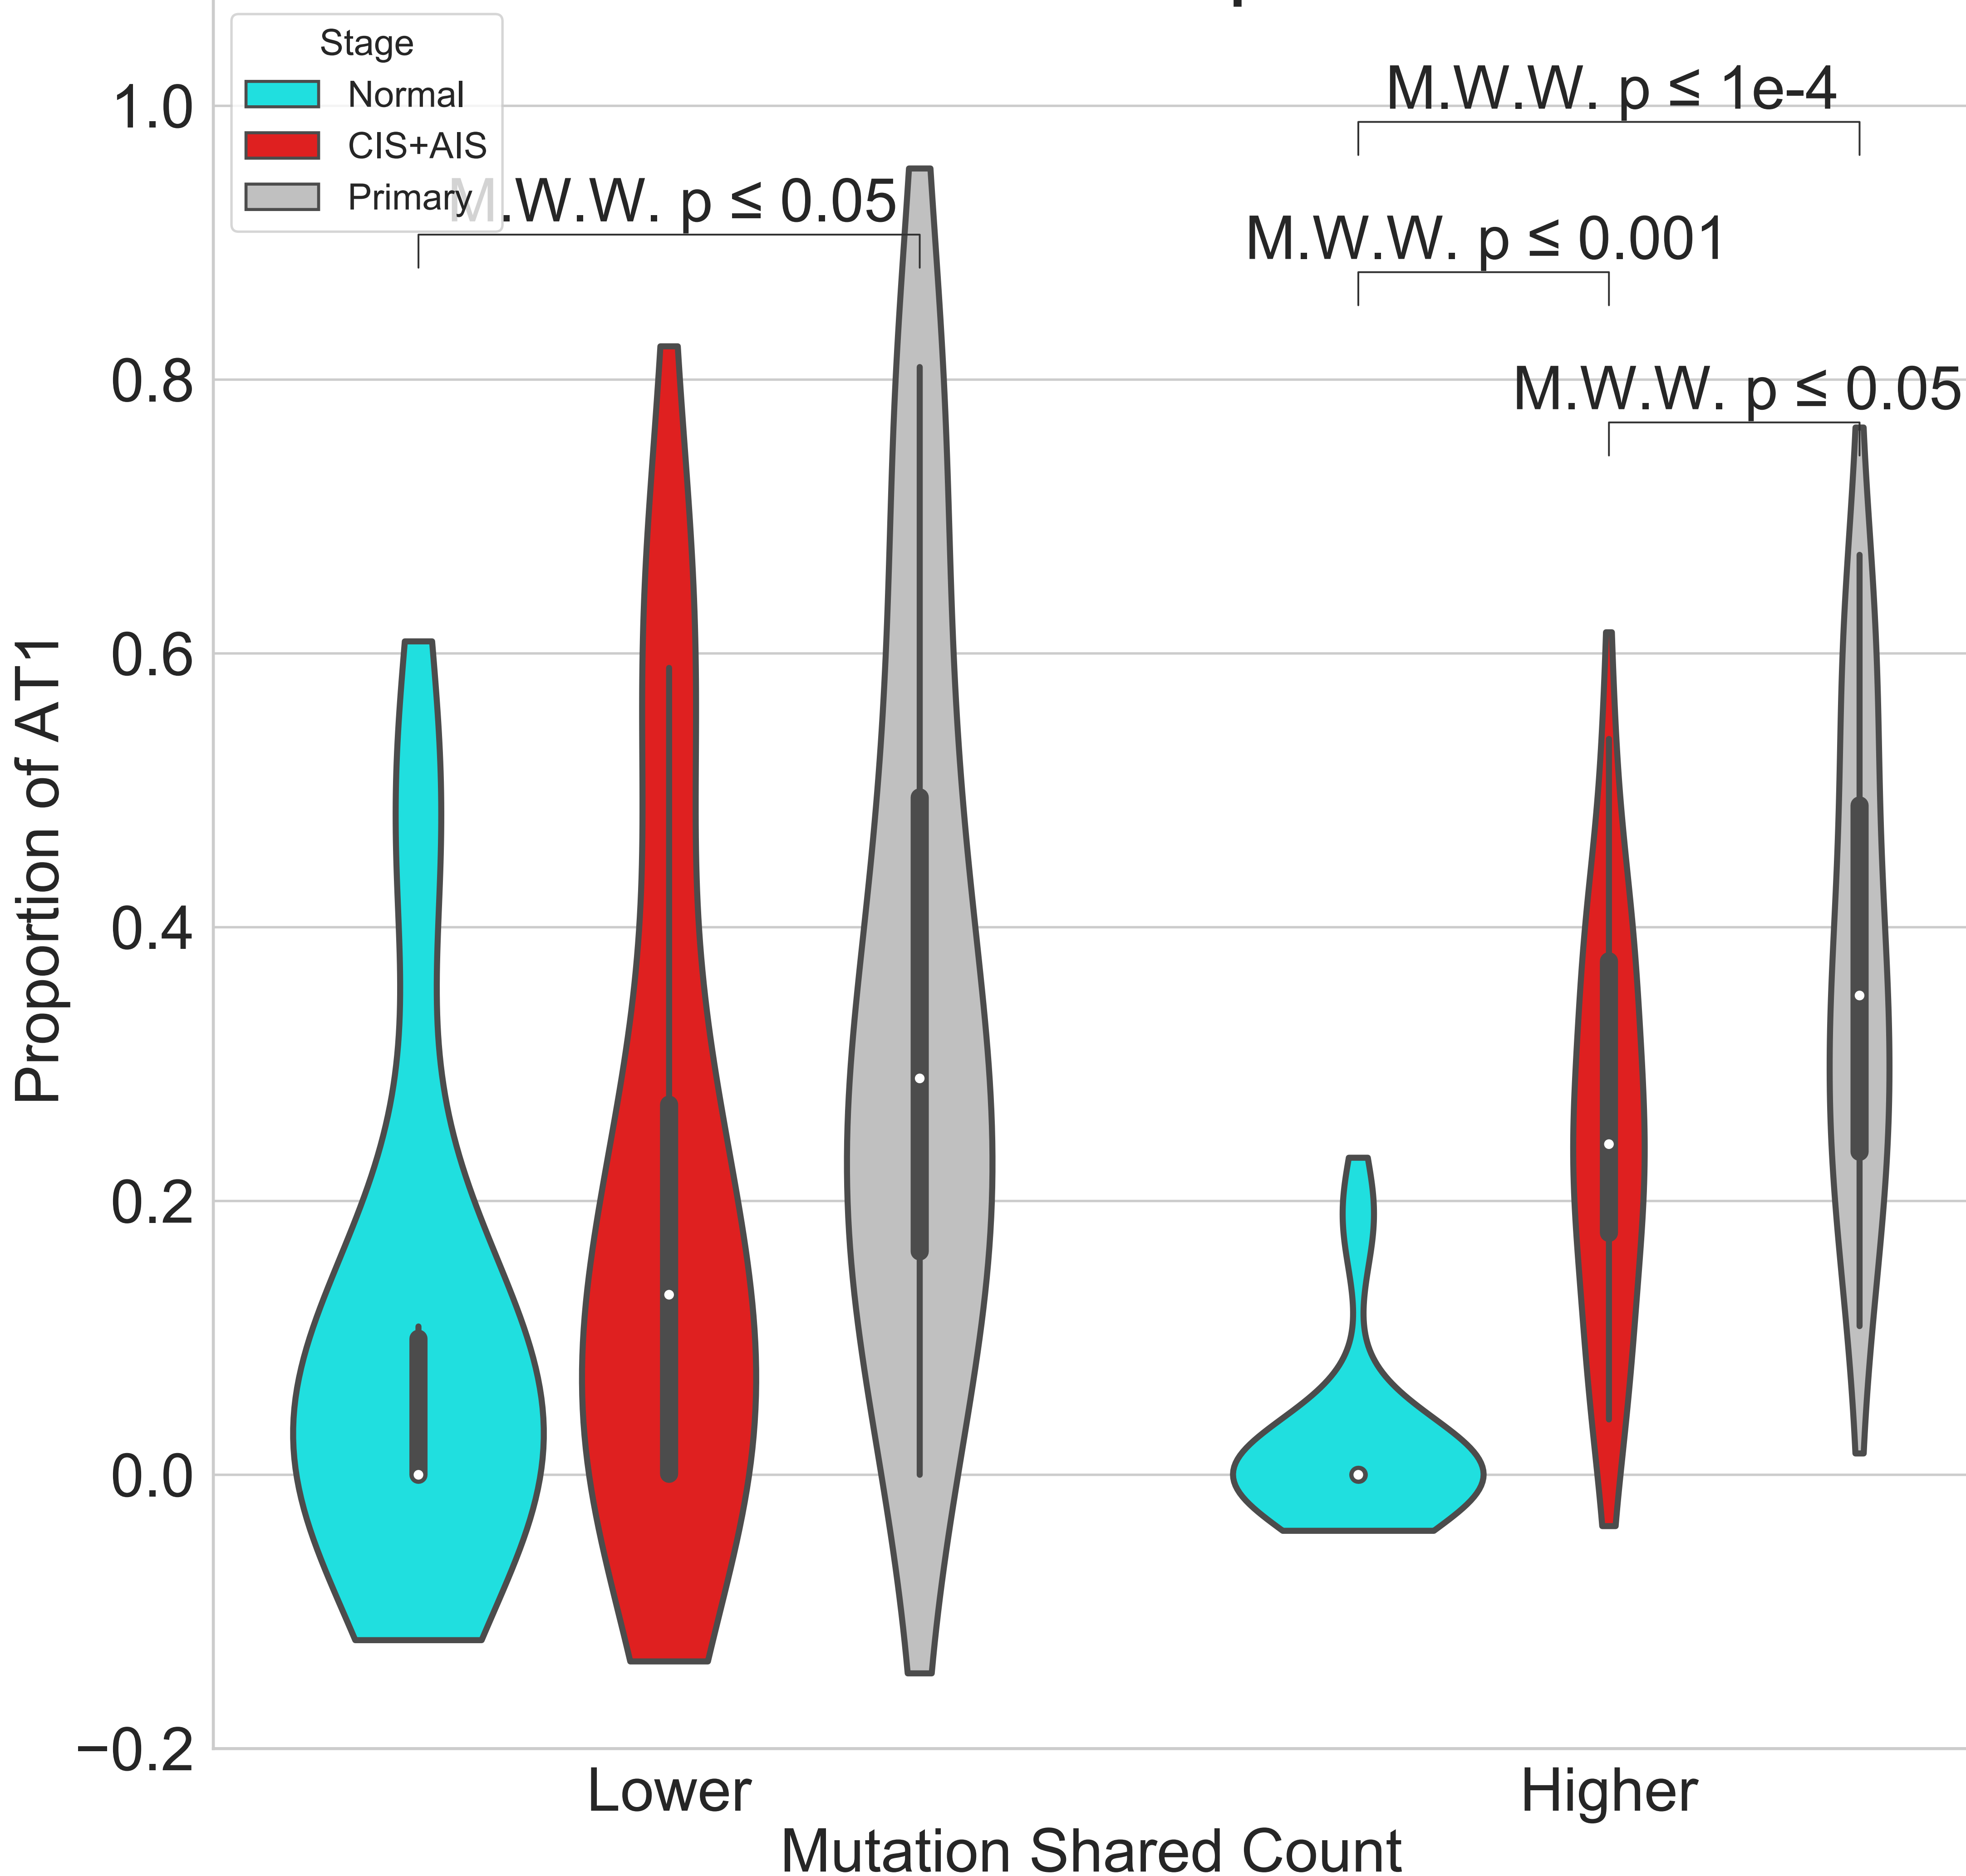 Stage
Normal
CIS+AIS
Primary
M.W.W. p ≤ 0.05
M.W.W. p ≤ 1e-4
M.W.W. p ≤ 0.001
M.W.W. p ≤ 0.05
1.0
0.8
0.6
0.4
0.2
0.0
−0.2
Proportion of AT1
Lower
Higher
Mutation Shared Count